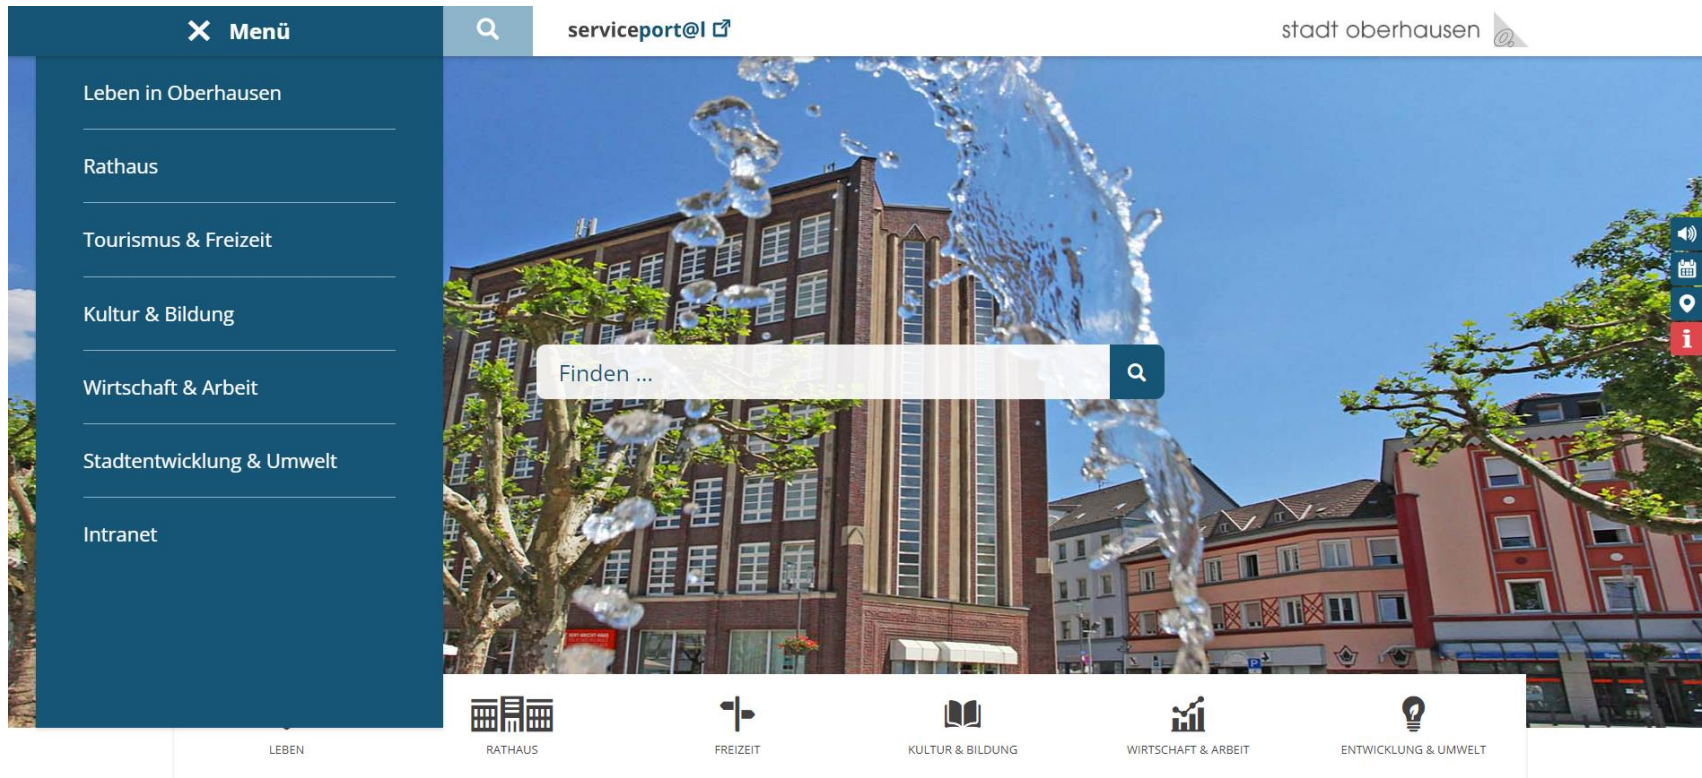 Menü
serviceport@l
stadt oberhausen
Leben in Oberhausen
Rathaus
Tourismus & Freizeit
Kultur & Bildung
Wirtschaft & Arbeit
Stadtentwicklung & Umwelt
Intranet
Finden ...
LEBEN
RATHAUS
FREIZEIT
KULTUR & BILDUNG
WIRTSCHAFT & ARBEIT
ENTWICKLUNG & UMWELT